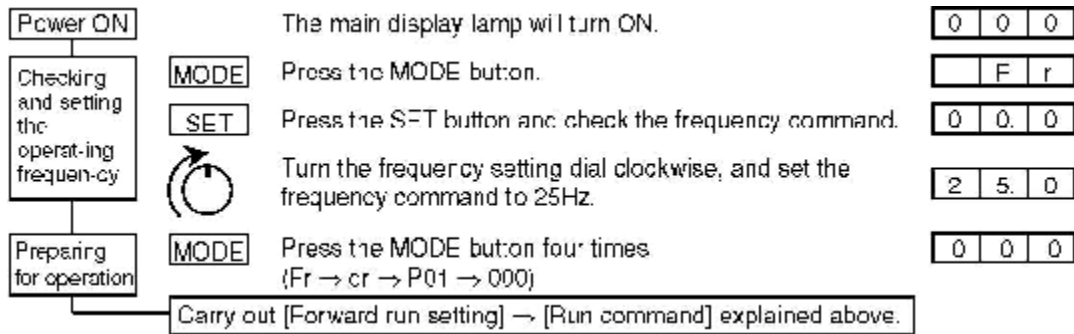 Power ON
The main display lamp will turn ON.
0 0 0
Checking
and setting
the
operat-ing
frequen-cy
MODE
Press the MODE button.
F r
SET
Press the SET button and check the frequency command.
0 0. 0
Turn the frequency setting dial clockwise, and set the
frequency command to 25Hz.
2 5. 0
Preparing
for operation
MODE
Press the MODE button four times
(Fr → cr → P01 → 000)
0 0 0
Carry out [Forward run setting] → [Run command] explained above.